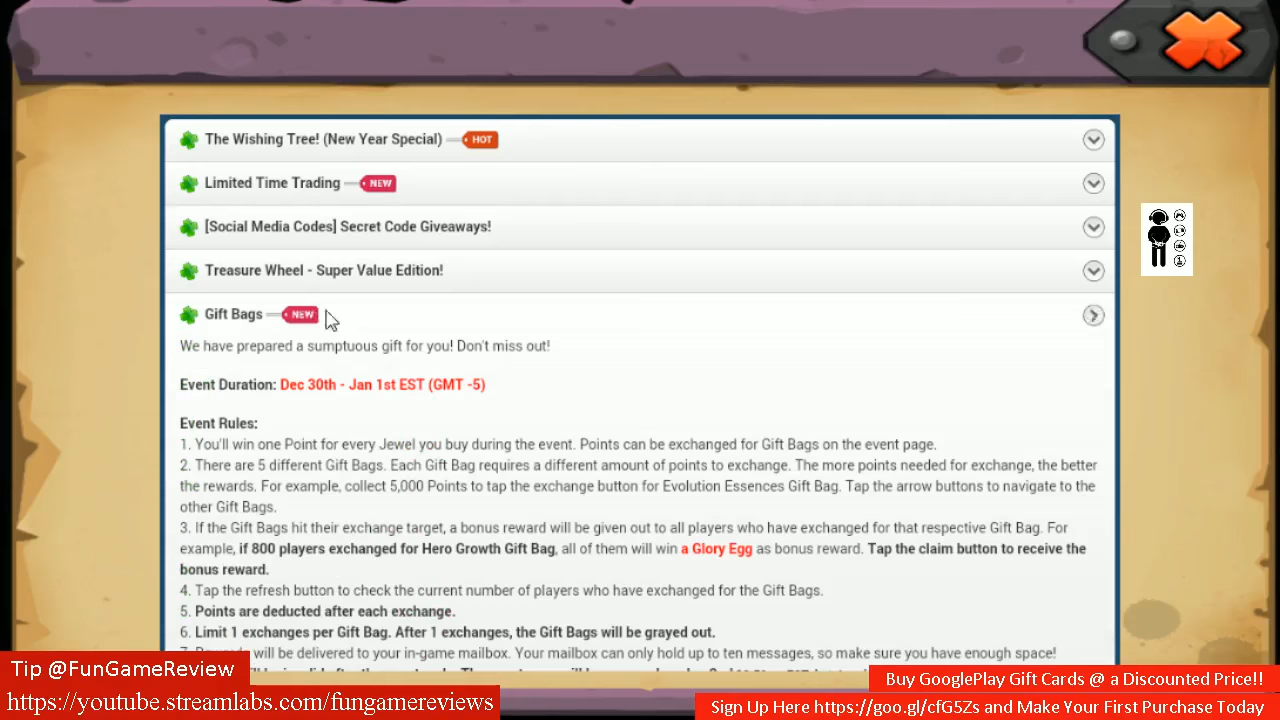 The Wishing Tree! (New Year Special) HOT
Limited Time Trading NEW
[Social Media Codes] Secret Code Giveaways!
Treasure Wheel - Super Value Edition!
Gift Bags NEW
We have prepared a sumptuous gift for you! Don't miss out!
Event Duration: Dec 30th - Jan 1st EST (GMT -5)
Event Rules:
1. You'll win one Point for every Jewel you buy during the event. Points can be exchanged for Gift Bags on the event page.
2. There are 5 different Gift Bags. Each Gift Bag requires a different amount of points to exchange. The more points needed for exchange, the better
the rewards. For example, collect 5,000 Points to tap the exchange button for Evolution Essences Gift Bag. Tap the arrow buttons to navigate to the
other Gift Bags.
3. If the Gift Bags hit their exchange target, a bonus reward will be given out to all players who have exchanged for that respective Gift Bag. For
example, if 800 players exchanged for Hero Growth Gift Bag, all of them will win a Glory Egg as bonus reward. Tap the claim button to receive the
bonus reward.
4. Tap the refresh button to check the current number of players who have exchanged for the Gift Bags.
5. Points are deducted after each exchange.
6. Limit 1 exchanges per Gift Bag. After 1 exchanges, the Gift Bags will be grayed out.
will be delivered to your in-game mailbox. Your mailbox can only hold up to ten messages, so make sure you have enough space!
Tip @FunGameReview
https://youtube.streamlabs.com/fungamereviews
Buy GooglePlay Gift Cards @ a Discounted Price!!
Sign Up Here https://goo.gl/cfG5Zs and Make Your First Purchase Today